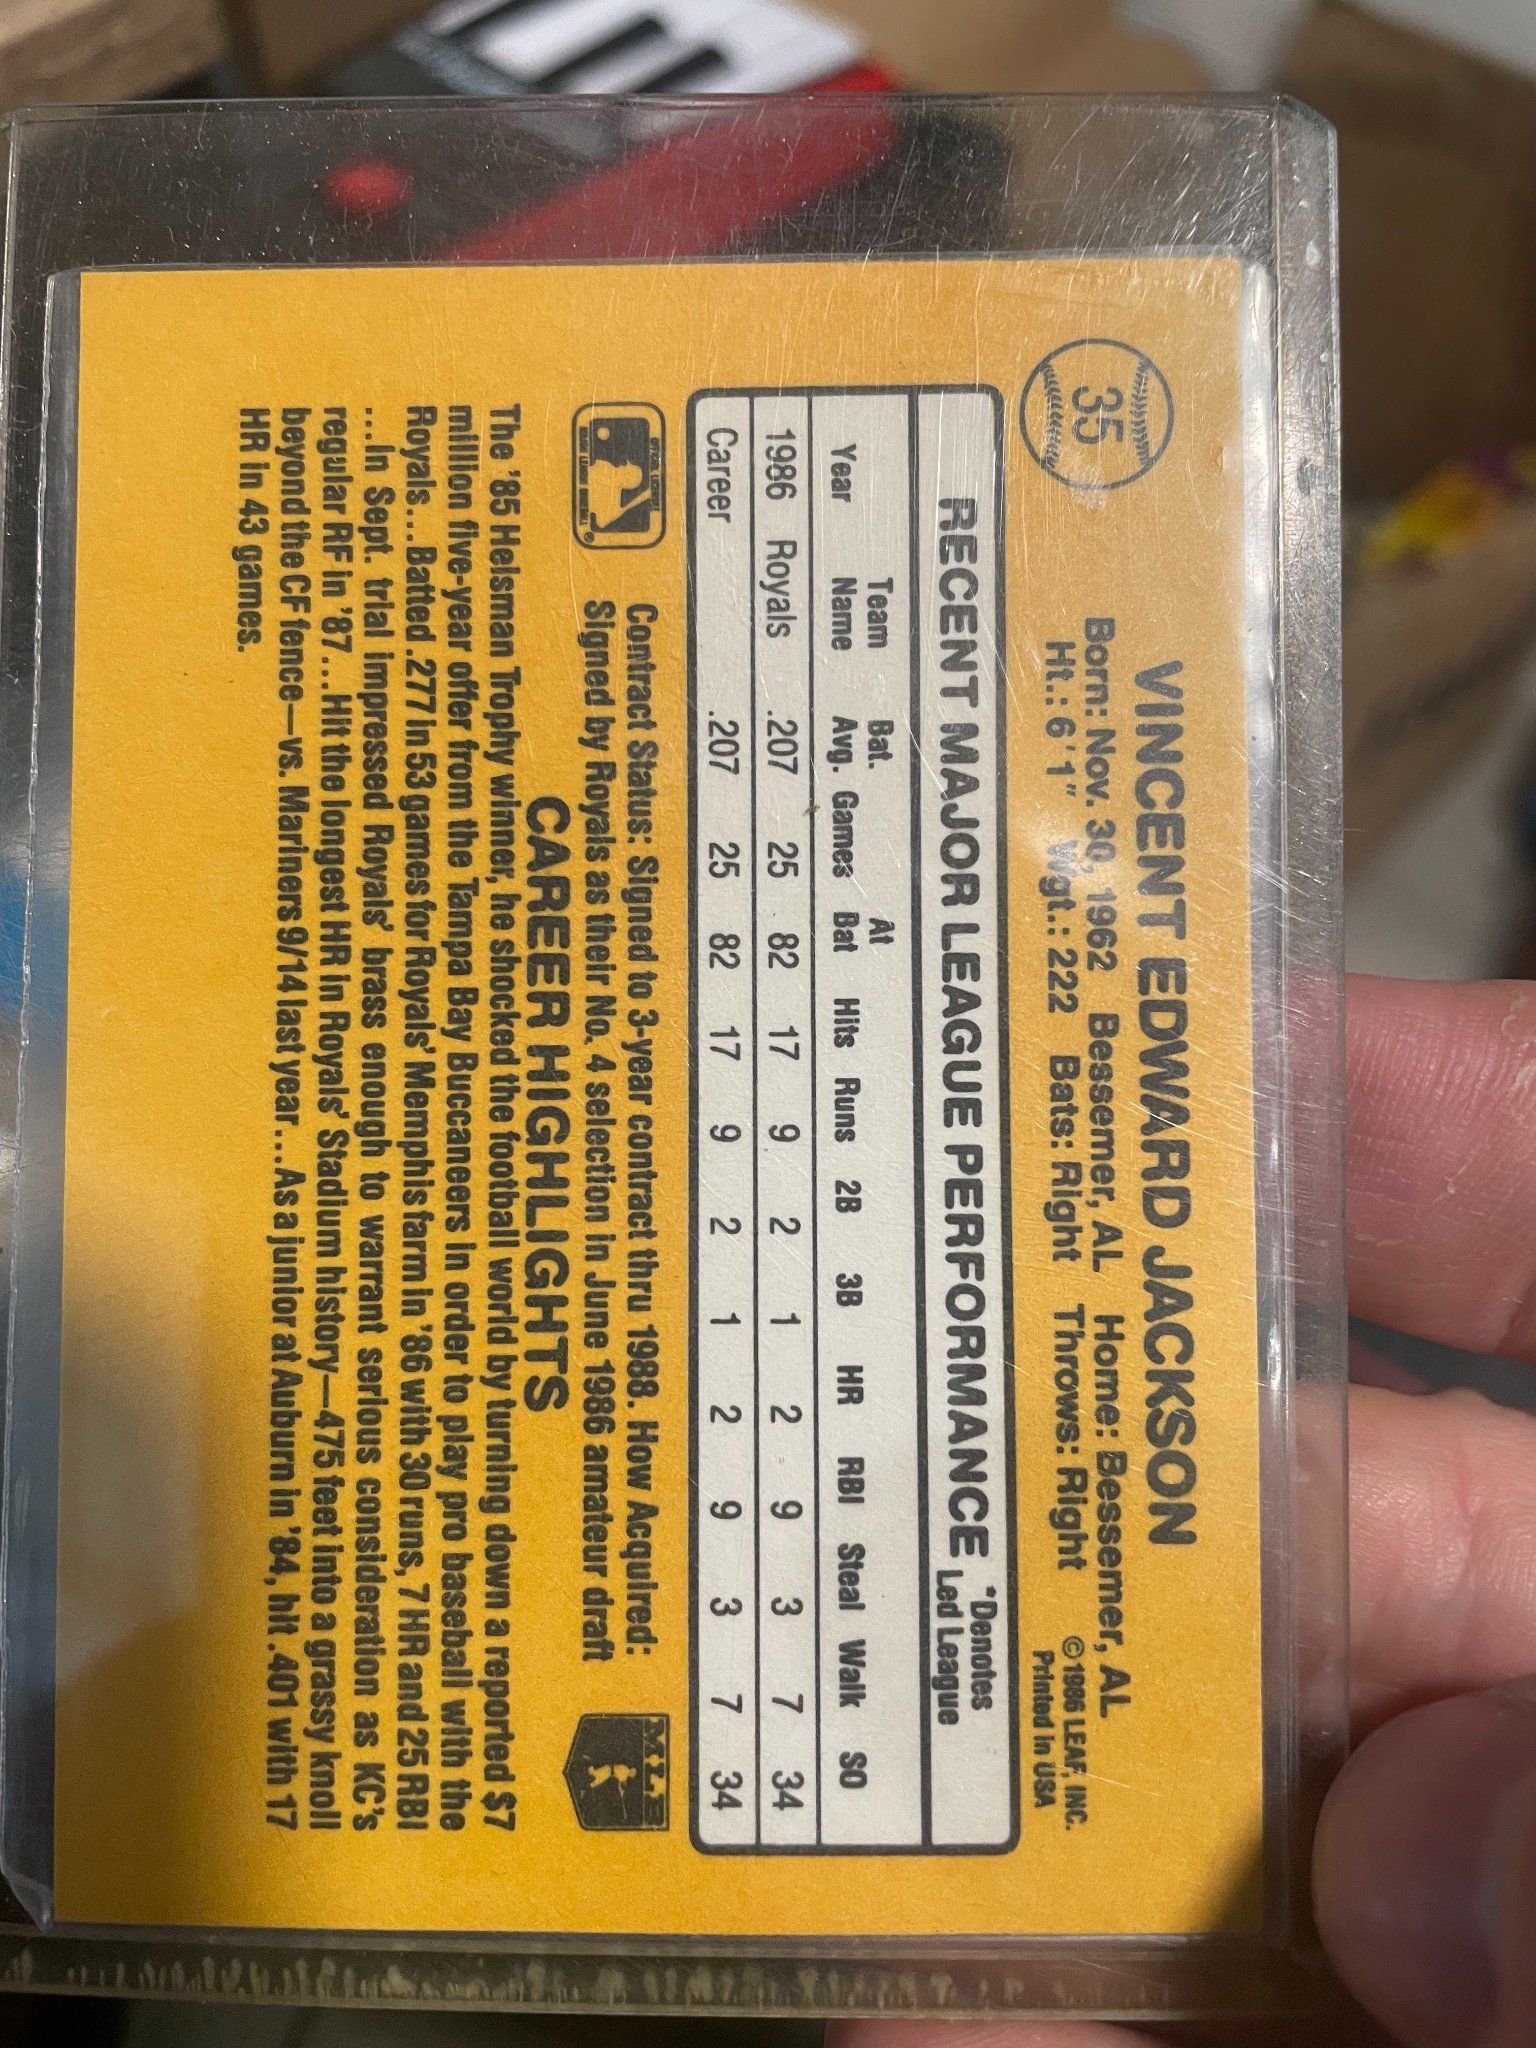 35
VINCENT EDWARD JACKSON
Born: Nov. 30, 1962 Bessemer, AL Home: Bessemer, AL
Ht.: 6'1" Wgt.: 222 Bats: Right Throws: Right
©1986 LEAF, INC.
Printed in USA
RECENT MAJOR LEAGUE PERFORMANCE
*Denotes
Led League
Team Bat. At
Year Name Avg. Games Bat Hits Runs 2B 3B HR RBI Steal Walk SO
1986 Royals .207 25 82 17 9 2 1 2 9 3 7 34
Career .207 25 82 17 9 2 1 2 9 3 7 34
Contract Status: Signed to 3-year contract thru 1988. How Acquired:
Signed by Royals as their No. 4 selection in June 1986 amateur draft
MLB
CAREER HIGHLIGHTS
The '85 Heisman Trophy winner, he shocked the football world by turning down a reported $7
million five-year offer from the Tampa Bay Buccaneers in order to play pro baseball with the
Royals...Batted .277 in 53 games for Royals' Memphis farm in '86 with 30 runs, 7 HR and 25 RBI
...In Sept. trial impressed Royals' brass enough to warrant serious consideration as KC's
regular RF in '87...Hit the longest HR in Royals' Stadium history—475 feet into a grassy knoll
beyond the CF fence—vs. Mariners 9/14 last year...As a junior at Auburn in '84, hit .401 with 17
HR in 43 games.